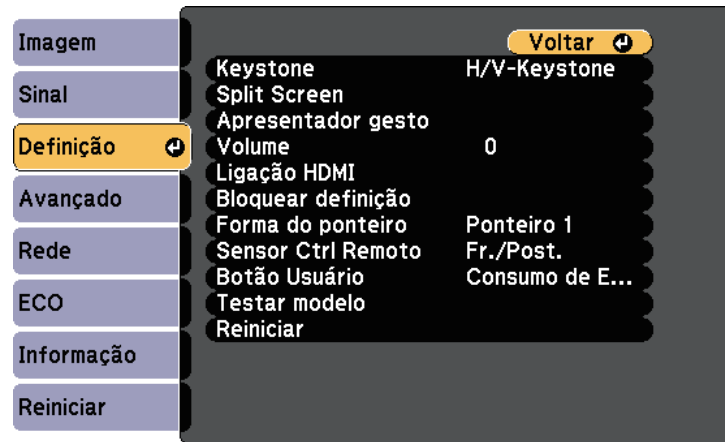 Imagem
Sinal
Definição
Avançado
Rede
ECO
Informação
Reiniciar
Voltar
Keystone H/V-Keystone
Split Screen
Apresentador gesto
Volume 0
Ligação HDMI
Bloquear definição
Forma do ponteiro Ponteiro 1
Sensor Ctrl Remoto Fr./Post.
Botão Usuário Consumo de E...
Testar modelo
Reiniciar